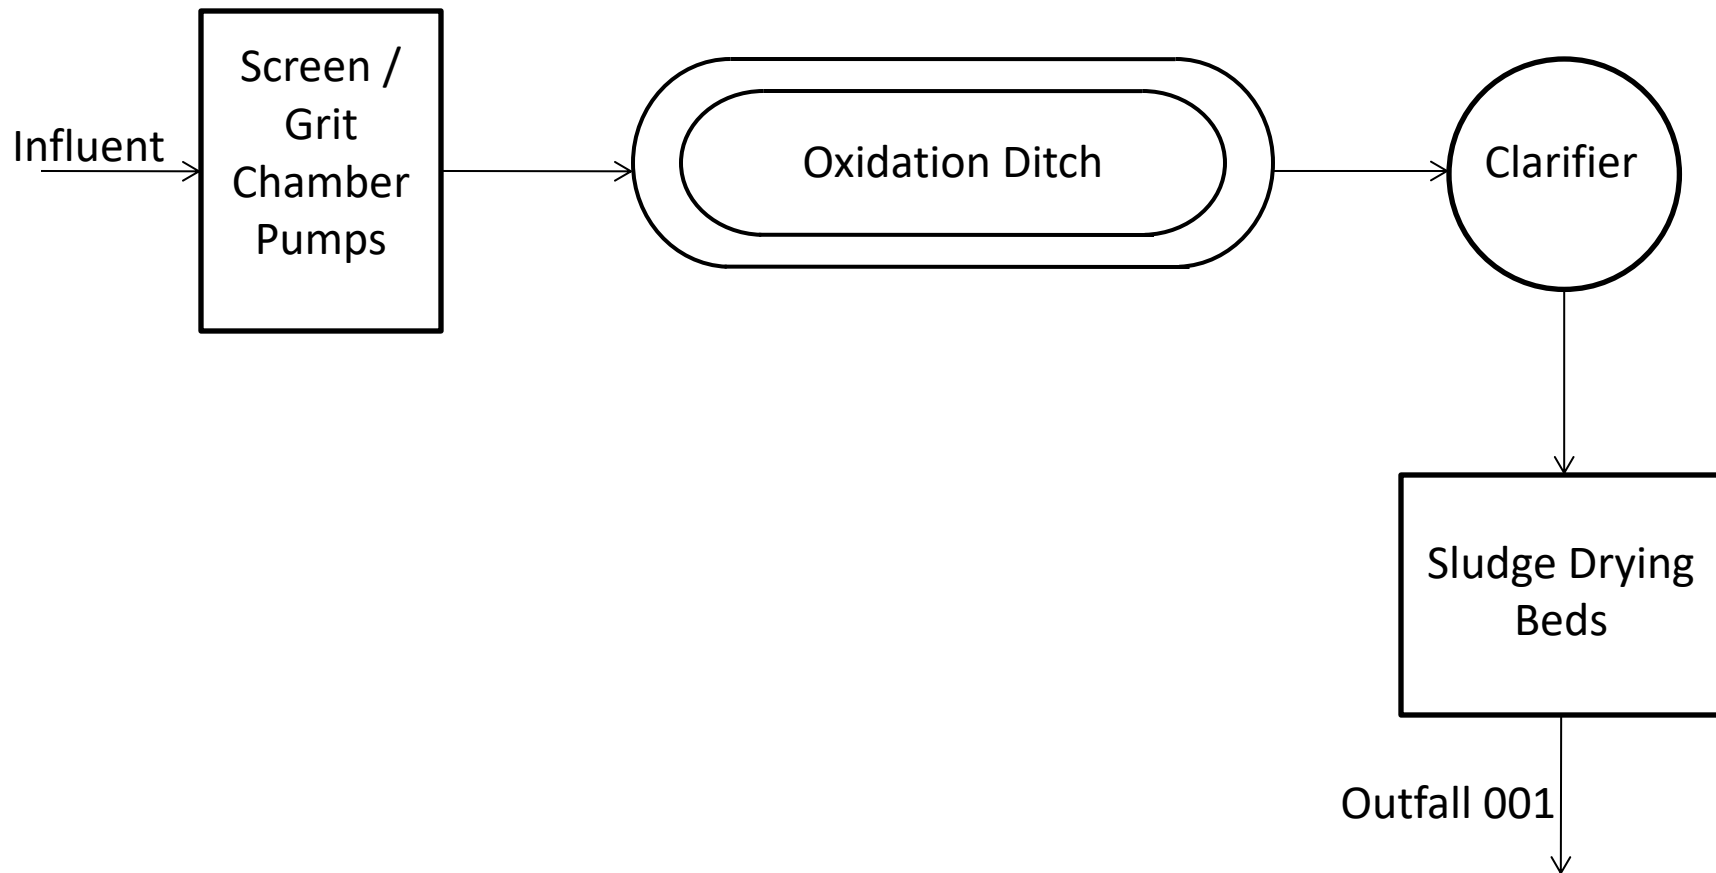 Influent
Screen /
Grit
Chamber
Pumps
Oxidation Ditch
Clarifier
Sludge Drying
Beds
Outfall 001